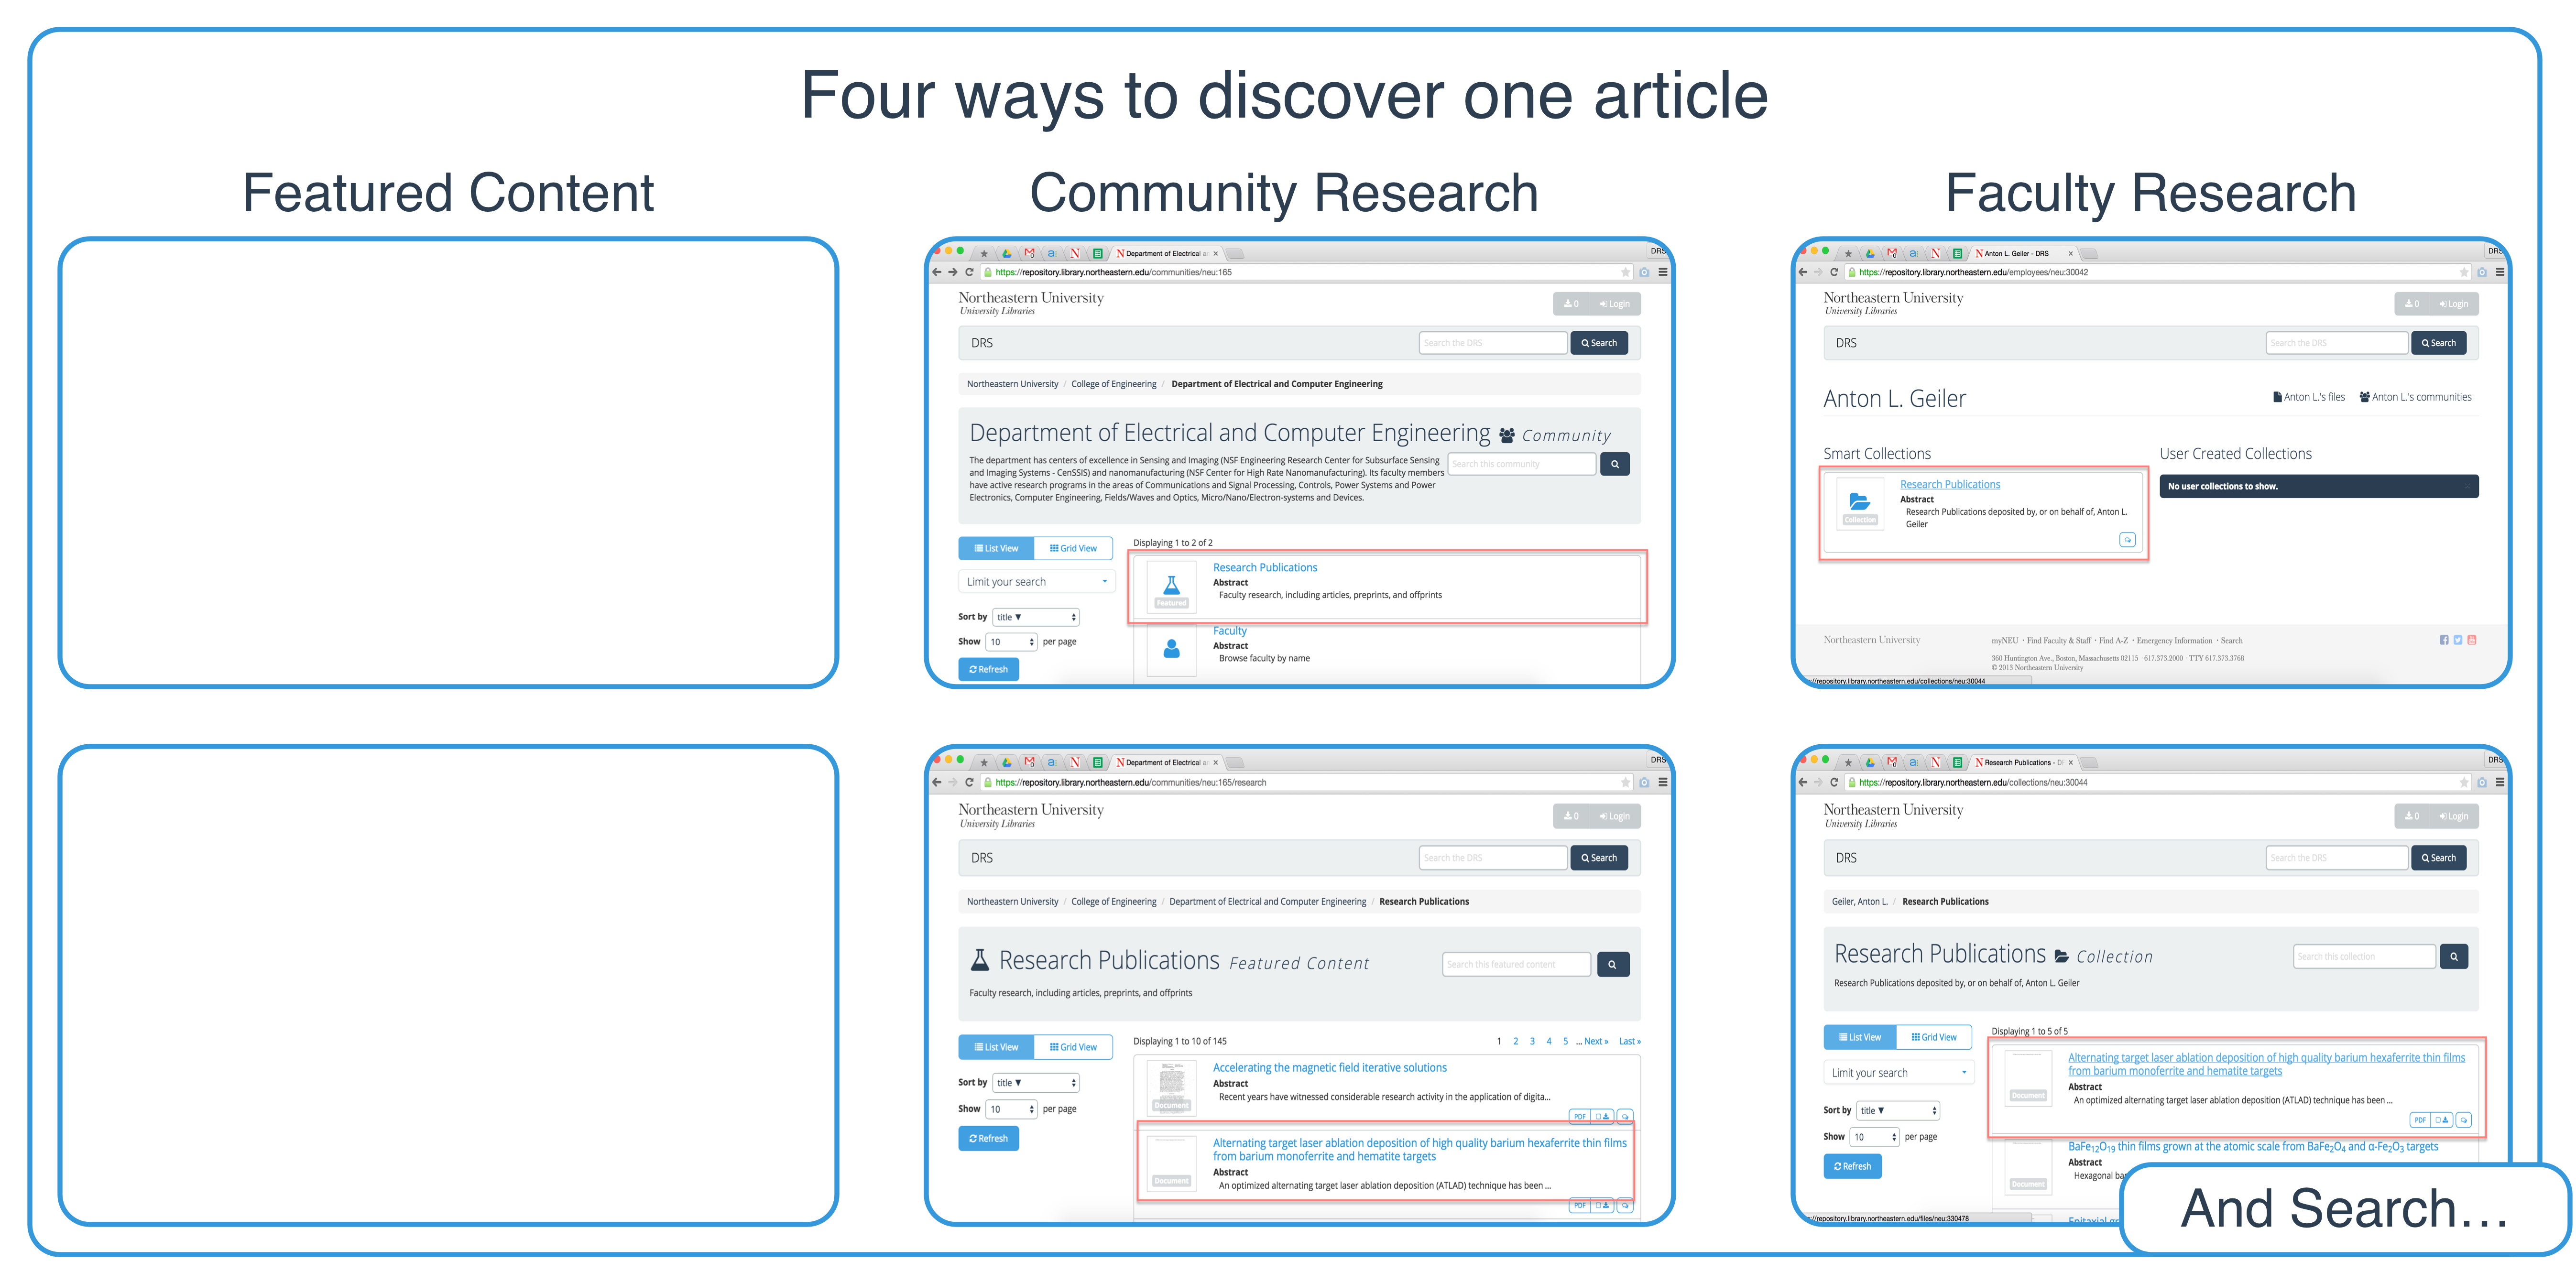 Four ways to discover one article
Featured Content
Community Research
Faculty Research
Department of Electrical an
DRS
https://repository.library.northeastern.edu/communities/neu:165
Northeastern University
University Libraries
0 Login
DRS
Search the DRS
Search
Northeastern University / College of Engineering / Department of Electrical and Computer Engineering
Department of Electrical and Computer Engineering Community
The department has centers of excellence in Sensing and Imaging (NSF Engineering Research Center for Subsurface Sensing
and Imaging Systems - CenSSIS) and nanomanufacturing (NSF Center for High Rate Nanomanufacturing). Its faculty members
have active research programs in the areas of Communications and Signal Processing, Controls, Power Systems and Power
Electronics, Computer Engineering, Fields/Waves and Optics, Micro/Nano/Electron-systems and Devices.
Search this community
List View
Grid View
Limit your search
Sort by title ▼
Show 10 per page
Refresh
Displaying 1 to 2 of 2
Featured
Research Publications
Abstract
Faculty research, including articles, preprints, and offprints
Faculty
Abstract
Browse faculty by name
Anton L. Geiler - DRS
DRS
https://repository.library.northeastern.edu/employees/neu:30042
Northeastern University
University Libraries
0 Login
DRS
Search the DRS
Search
Anton L. Geiler
Anton L.'s files
Anton L.'s communities
Smart Collections
Collection
Research Publications
Abstract
Research Publications deposited by, or on behalf of, Anton L.
Geiler
User Created Collections
No user collections to show.
Northeastern University
myNEU · Find Faculty & Staff · Find A-Z · Emergency Information · Search
360 Huntington Ave., Boston, Massachusetts 02115 · 617.373.2000 · TTY 617.373.3768
© 2013 Northeastern University
://repository.library.northeastern.edu/collections/neu:30044
Department of Electrical an
DRS
https://repository.library.northeastern.edu/communities/neu:165/research
Northeastern University
University Libraries
0 Login
DRS
Search the DRS
Search
Northeastern University / College of Engineering / Department of Electrical and Computer Engineering / Research Publications
Research Publications Featured Content
Search this featured content
Faculty research, including articles, preprints, and offprints
List View
Grid View
Sort by title ▼
Show 10 per page
Refresh
Displaying 1 to 10 of 145
1 2 3 4 5 ... Next » Last »
Document
Accelerating the magnetic field iterative solutions
Abstract
Recent years have witnessed considerable research activity in the application of digita...
PDF
Document
Alternating target laser ablation deposition of high quality barium hexaferrite thin films
from barium monoferrite and hematite targets
Abstract
An optimized alternating target laser ablation deposition (ATLAD) technique has been ...
PDF
Research Publications - DR
DRS
https://repository.library.northeastern.edu/collections/neu:30044
Northeastern University
University Libraries
0 Login
DRS
Search the DRS
Search
Geiler, Anton L. / Research Publications
Research Publications Collection
Search this collection
Research Publications deposited by, or on behalf of, Anton L. Geiler
List View
Grid View
Limit your search
Sort by title ▼
Show 10 per page
Refresh
Displaying 1 to 5 of 5
Document
Alternating target laser ablation deposition of high quality barium hexaferrite thin films
from barium monoferrite and hematite targets
Abstract
An optimized alternating target laser ablation deposition (ATLAD) technique has been ...
PDF
Document
BaFe₁₂O₁₉ thin films grown at the atomic scale from BaFe₂O₄ and α-Fe₂O₃ targets
Abstract
Hexagonal bar
://repository.library.northeastern.edu/files/neu:330478
And Search...